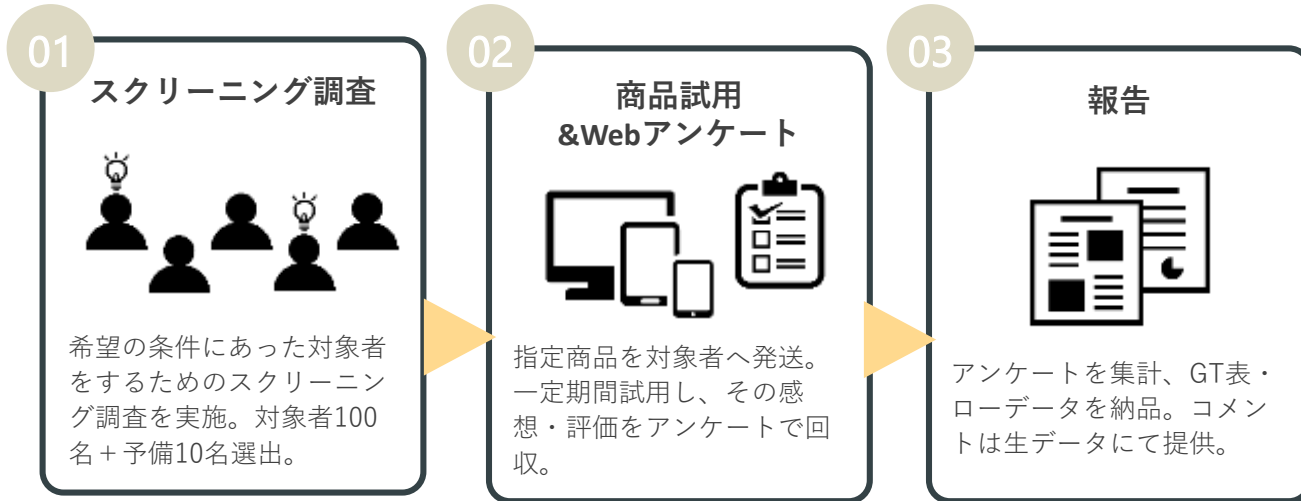 01
スクリーニング調査
希望の条件にあった対象者
をするためのスクリーニン
グ調査を実施。対象者100
名＋予備10名選出。
02
商品試用
&Webアンケート
指定商品を対象者へ発送。
一定期間試用し、その感
想・評価をアンケートで回
収。
03
報告
アンケートを集計、GT表・
ローデータを納品。コメン
トは生データにて提供。